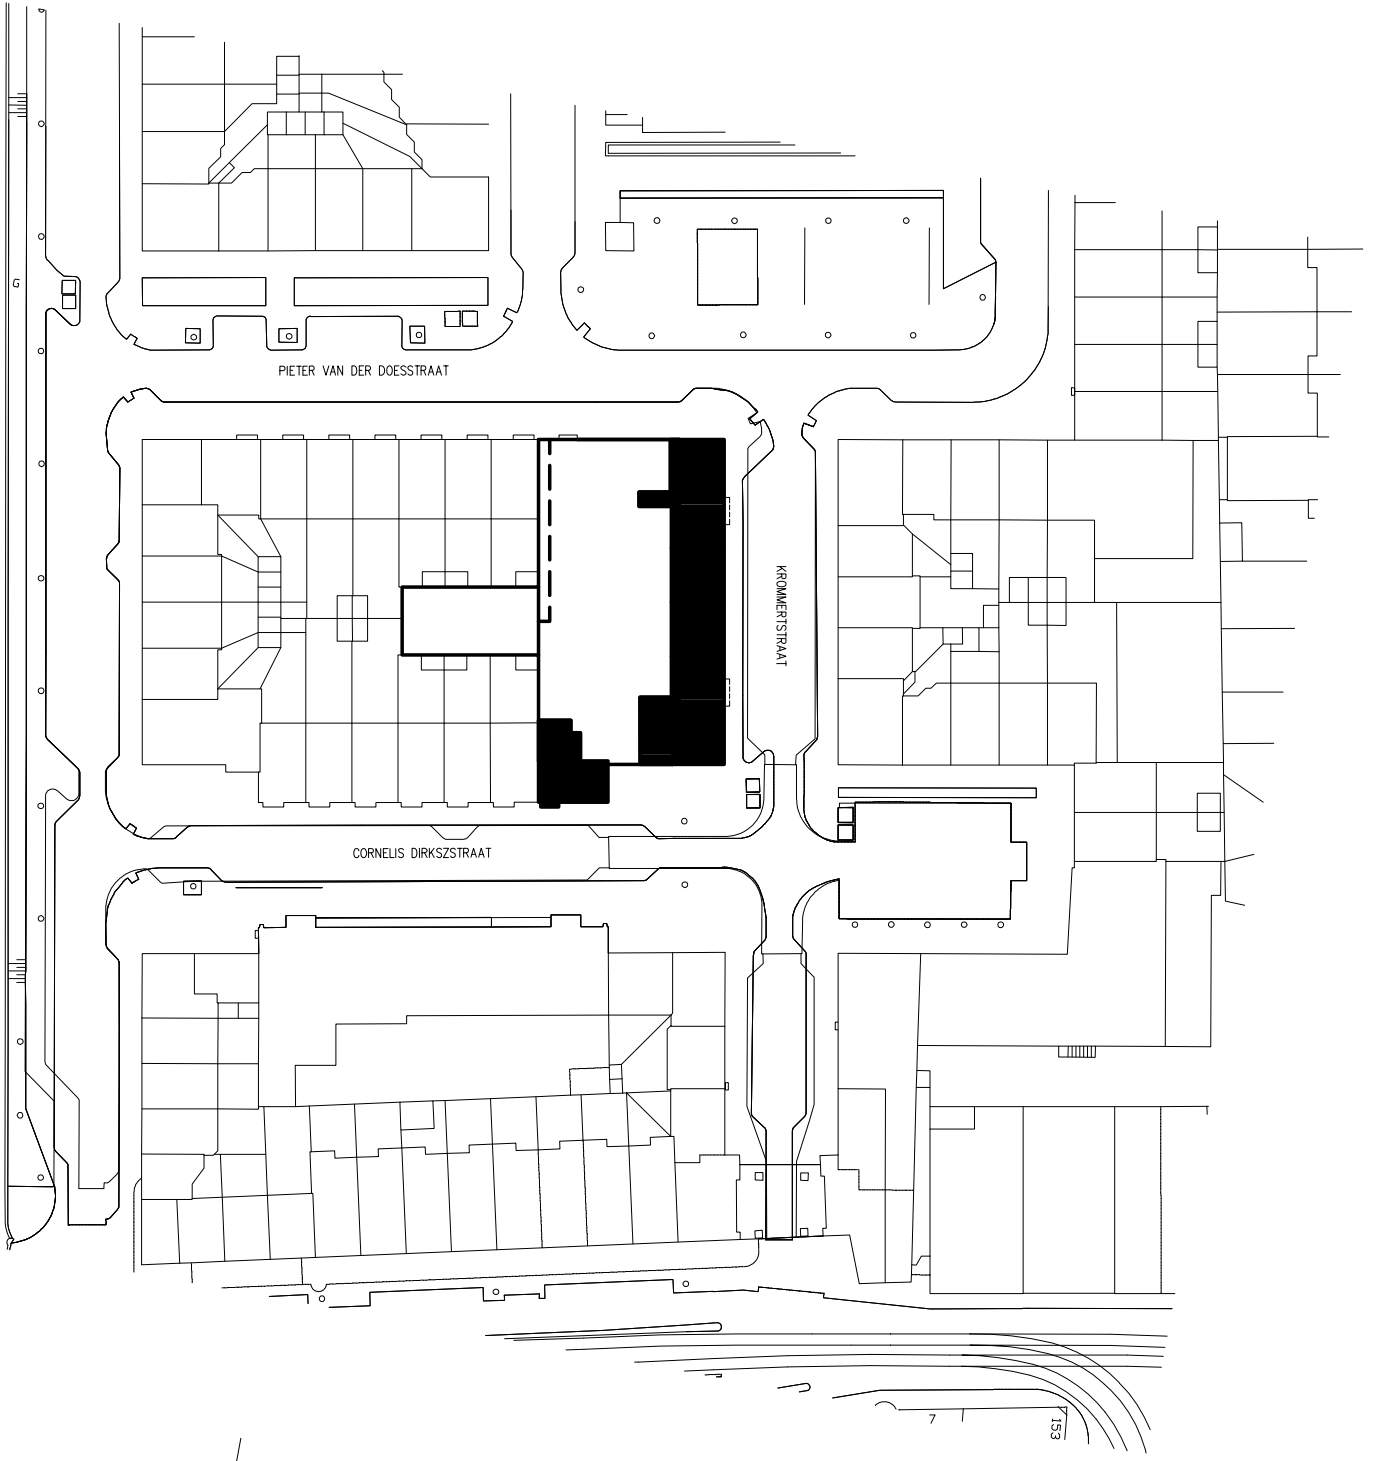 G
PIETER VAN DER DOESSTRAAT
KROMMERTSTRAAT
CORNELIS DIRKSZSTRAAT
7
153